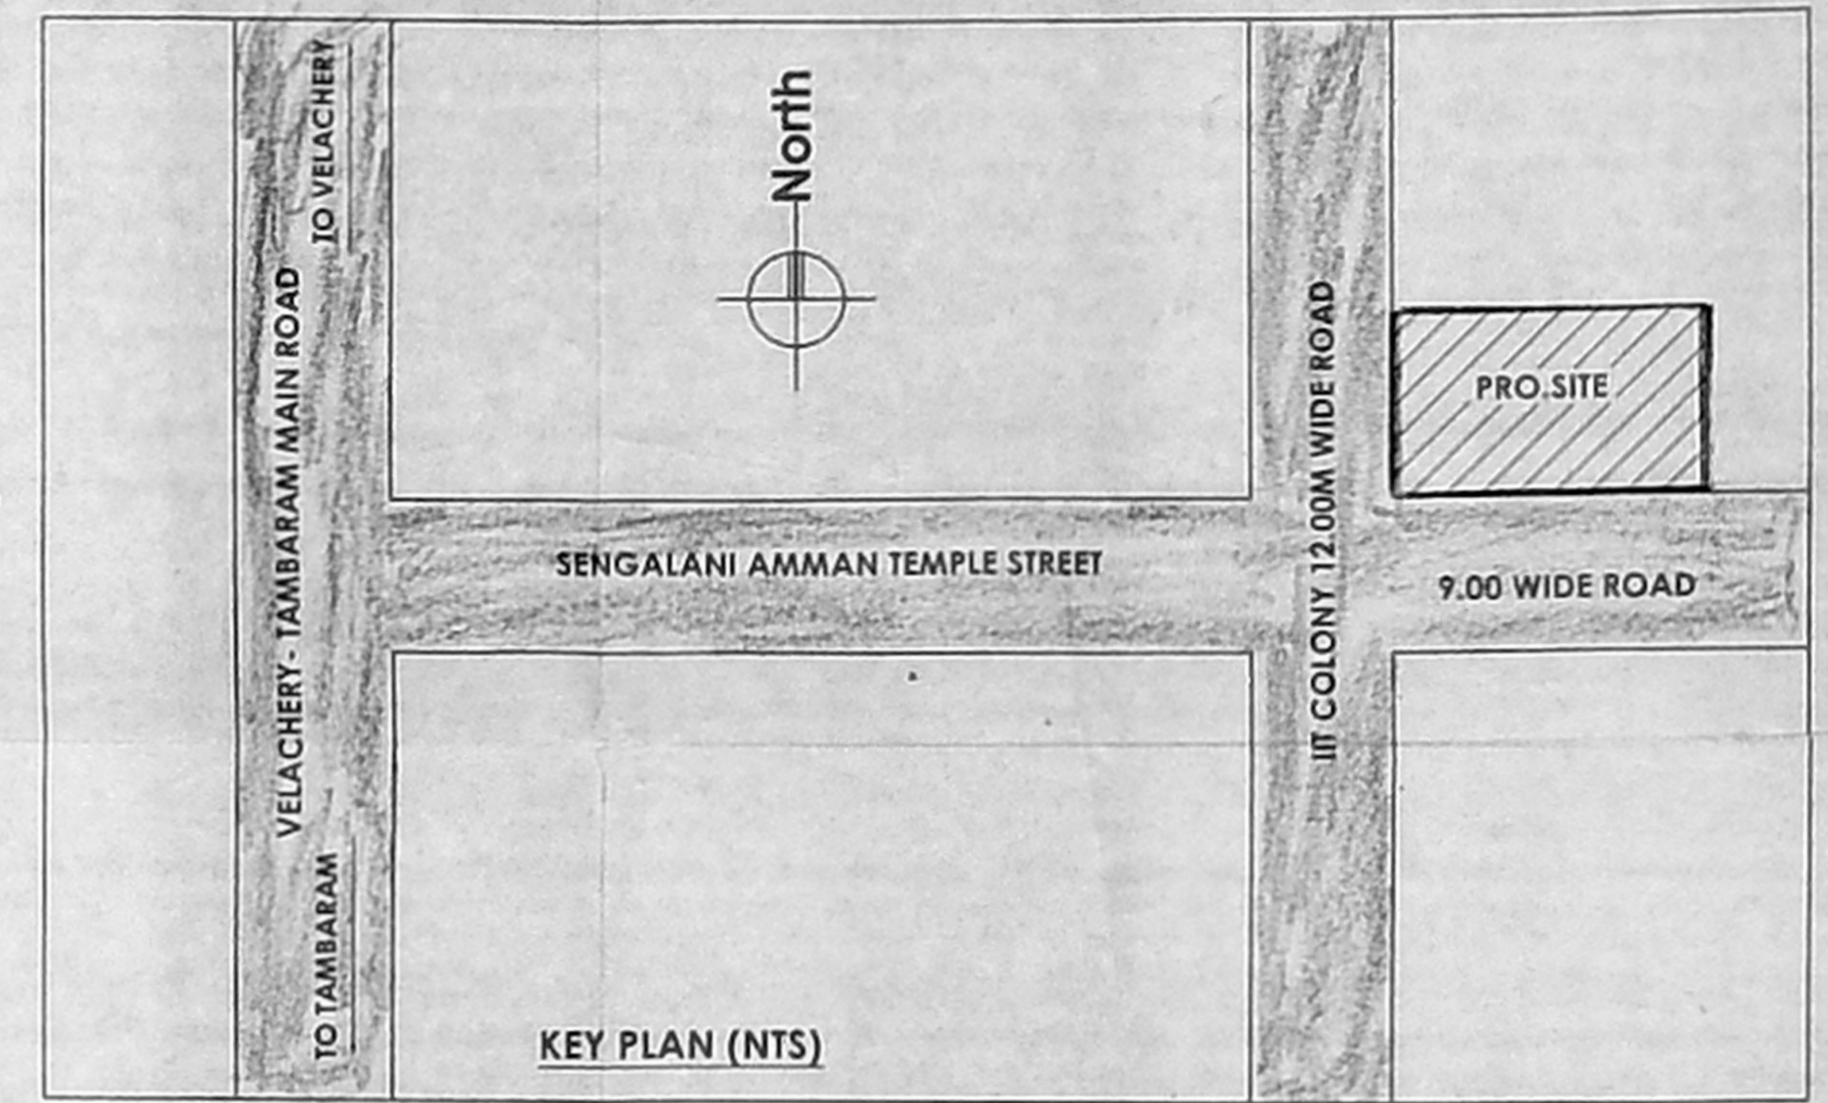 TO VELACHERY
North
VELACHERY - TAMBARAM MAIN ROAD
IIT COLONY 12.00M WIDE ROAD
PRO.SITE
SENGALANI AMMAN TEMPLE STREET
9.00 WIDE ROAD
TO TAMBARAM
KEY PLAN (NTS)